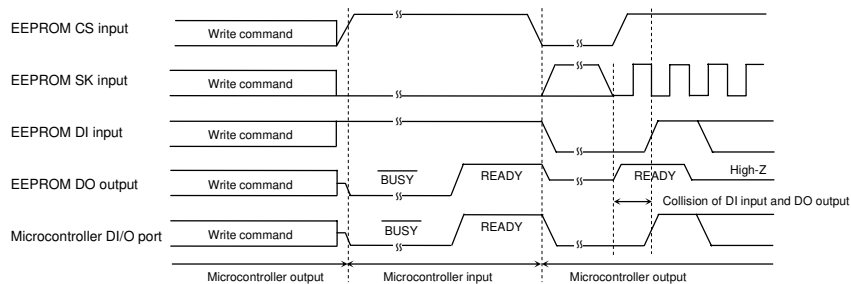 EEPROM CS input
Write command
EEPROM SK input
Write command
EEPROM DI input
Write command
EEPROM DO output
Write command
BUSY
READY
READY
High-Z
Collision of DI input and DO output
Microcontroller DI/O port
Write command
BUSY
READY
Microcontroller output
Microcontroller input
Microcontroller output